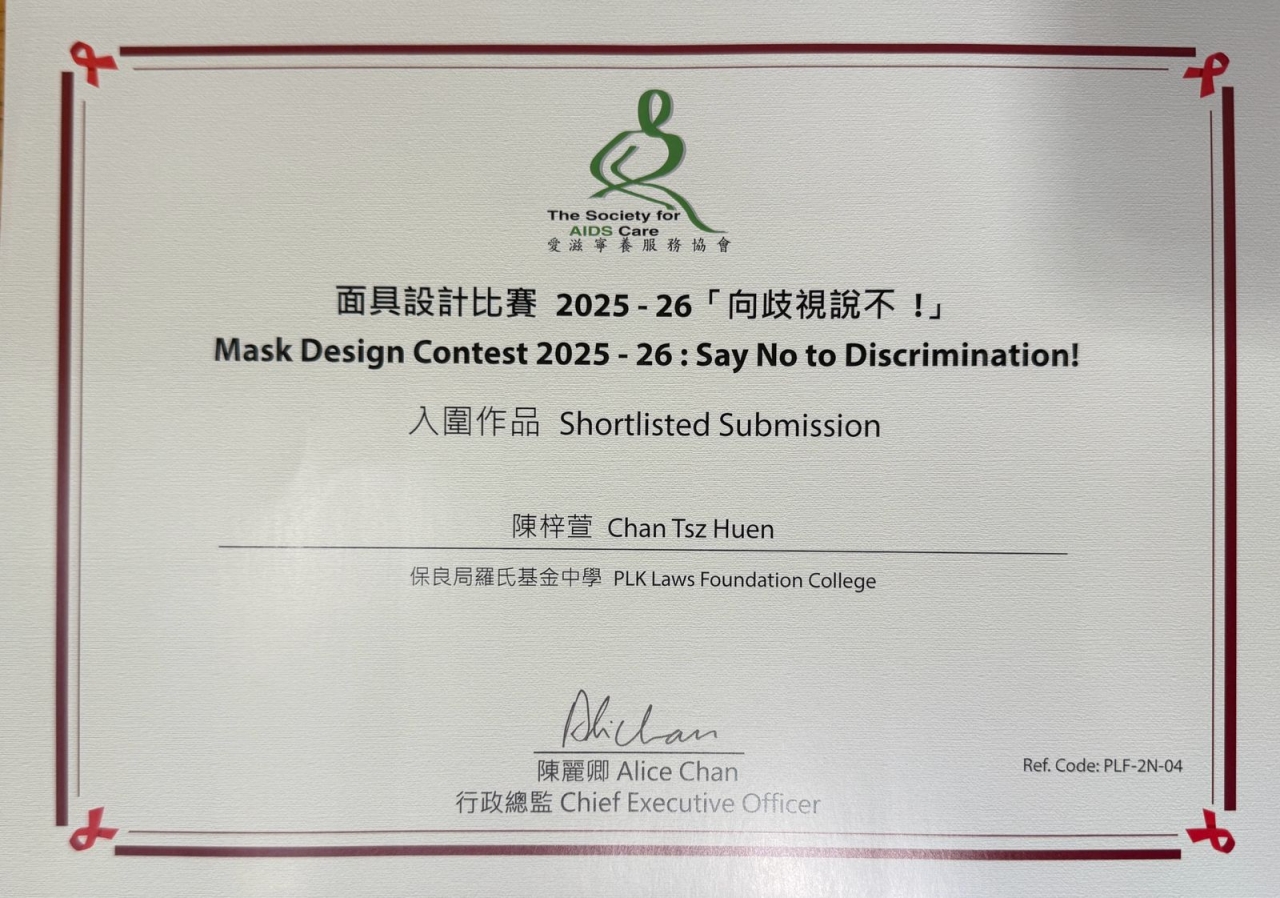 The Society for
AIDS Care
愛滋寧養服務協會
面具設計比賽 2025 - 26「向歧視說不！」
Mask Design Contest 2025 - 26 : Say No to Discrimination!
入圍作品 Shortlisted Submission
陳梓萱 Chan Tsz Huen
保良局羅氏基金中學 PLK Laws Foundation College
Alichan
陳麗卿 Alice Chan
行政總監 Chief Executive Officer
Ref. Code: PLF-2N-04